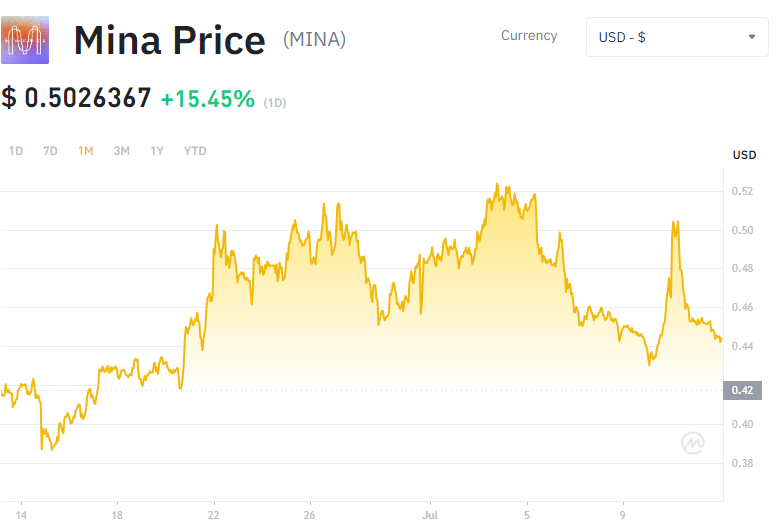 Mina Price (MINA)
Currency
USD - $
$ 0.5026367 +15.45% (1D)
1D 7D 1M 3M 1Y YTD
USD
0.52
0.50
0.48
0.46
0.44
0.42
0.40
0.38
14 18 22 26 Jul 5 9